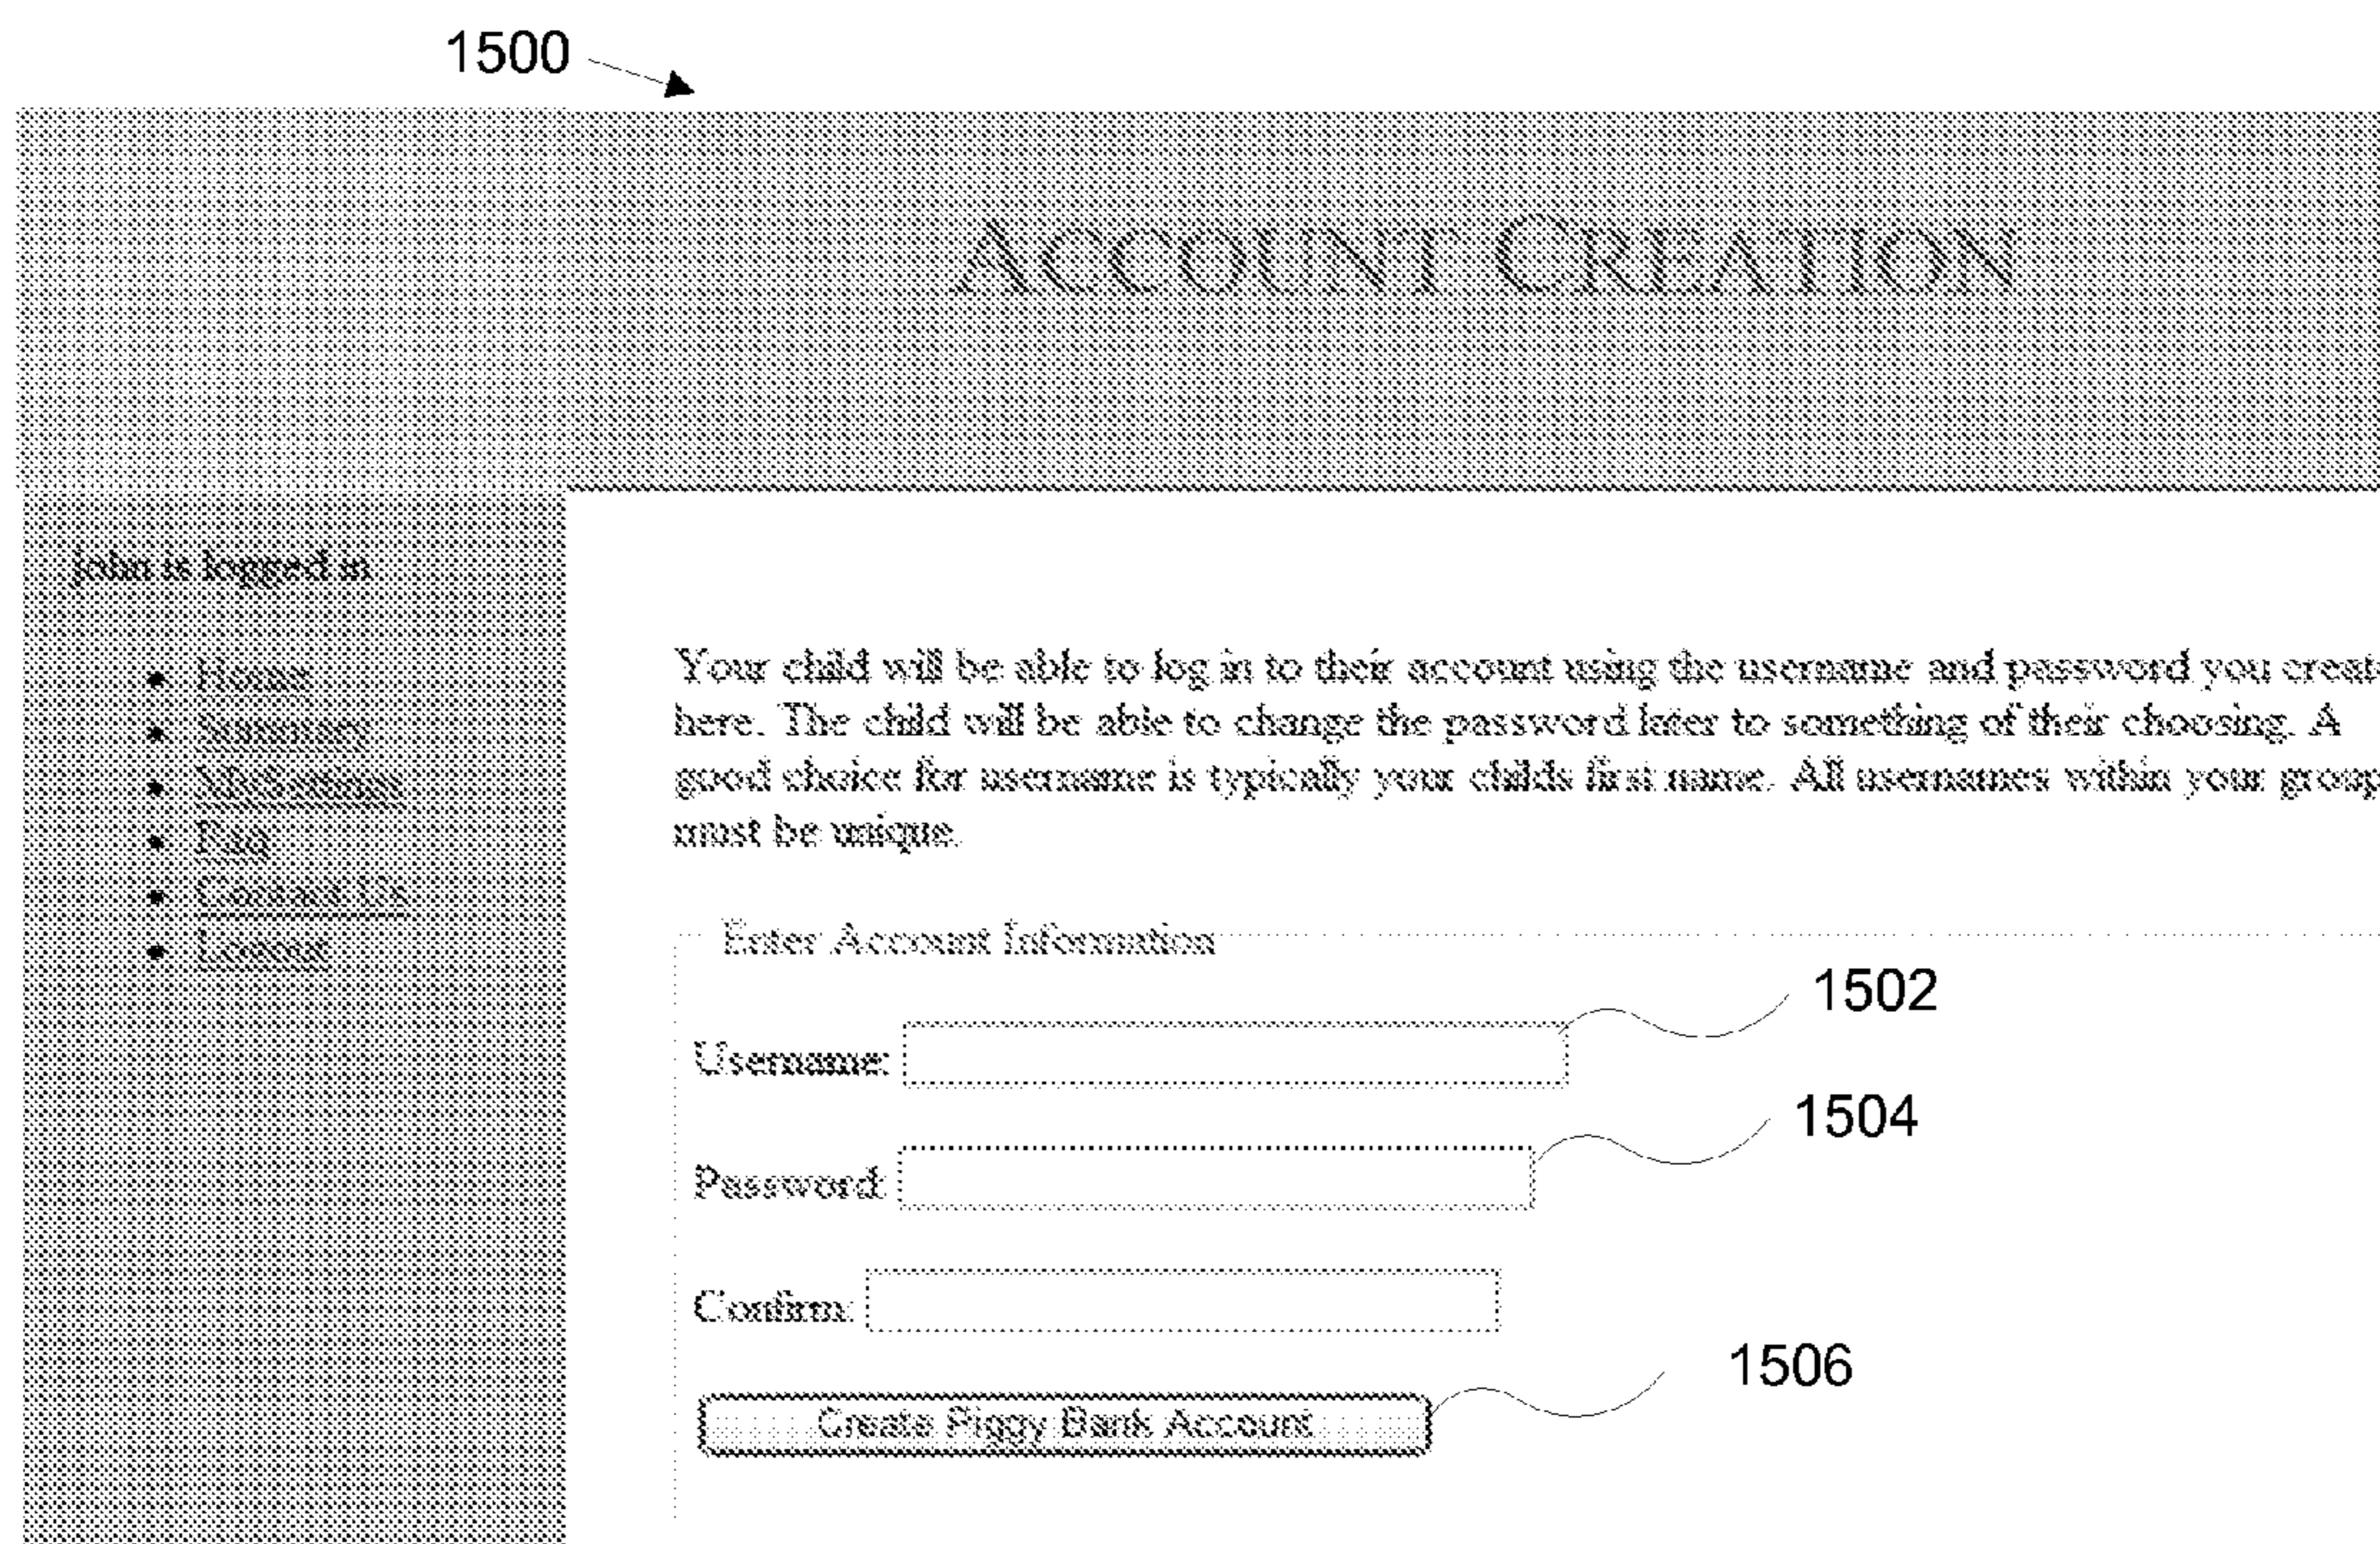 1500
ACCOUNT CREATION
john is logged in
• Home
• Summary
• MySettings
• Faq
• Contact Us
• Logout
Your child will be able to log in to their account using the username and password you creat
here. The child will be able to change the password later to something of their choosing. A
good choice for username is typically your childs first name. All usernames within your group
must be unique.
Enter Account Information
1502
Username:
1504
Password:
Confirm:
1506
Create Piggy Bank Account